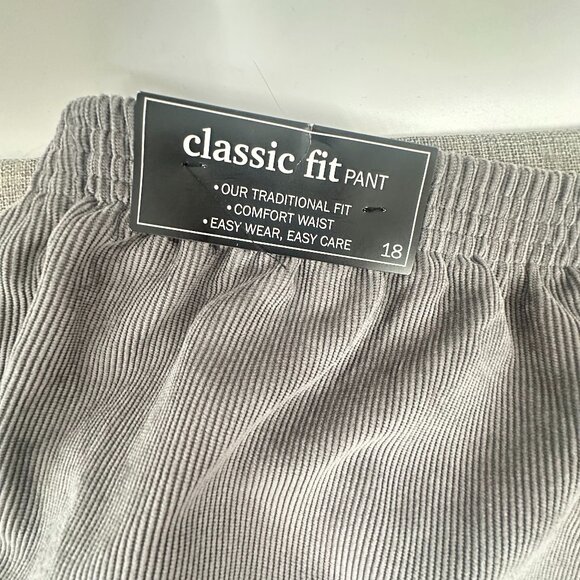 classic fit PANT
• OUR TRADITIONAL FIT
• COMFORT WAIST
• EASY WEAR, EASY CARE
18